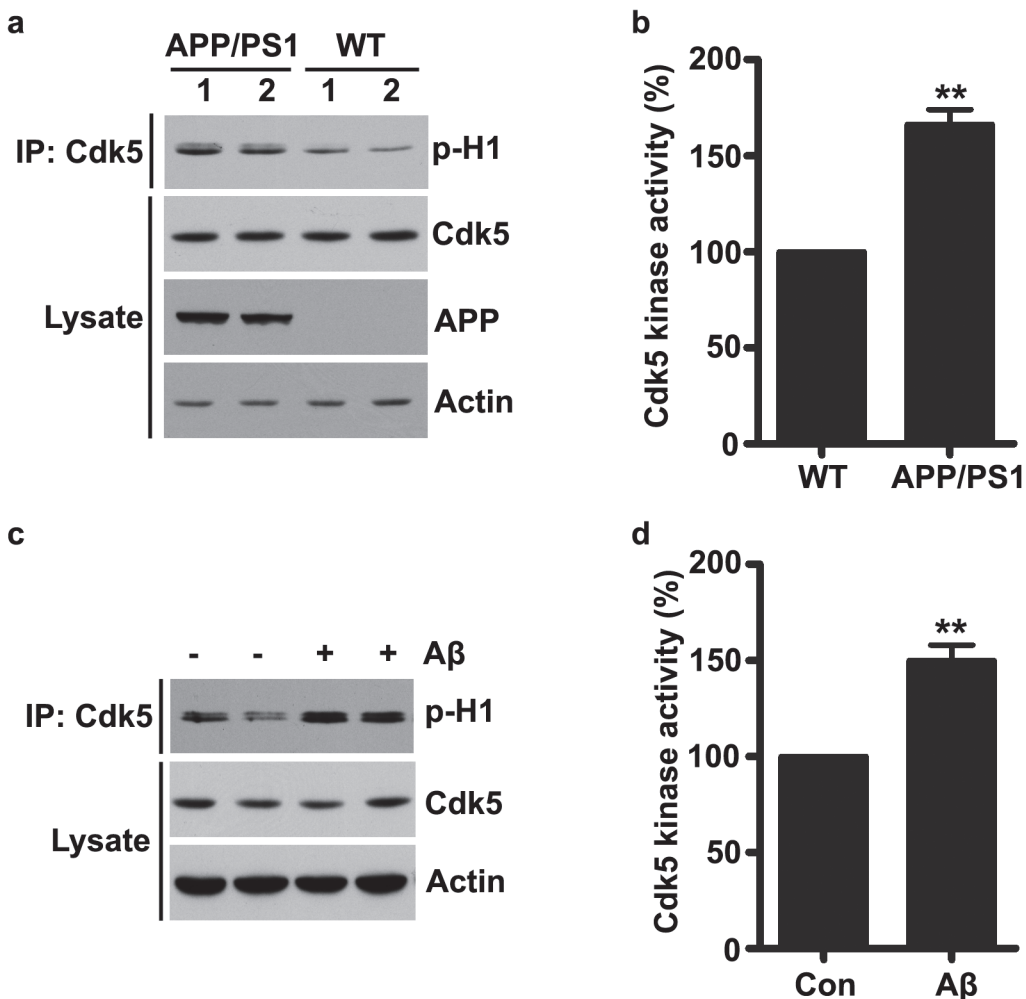 a
APP/PS1 WT
1 2 1 2
IP: Cdk5 p-H1
Cdk5
Lysate
APP
Actin
b
Cdk5 kinase activity (%)
200
**
150
100
50
0
WT APP/PS1
c
- - + + Aβ
IP: Cdk5 p-H1
Cdk5
Lysate
Actin
d
Cdk5 kinase activity (%)
200
**
150
100
50
0
Con Aβ